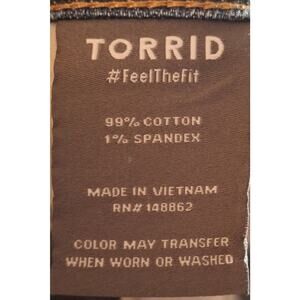 TORRID
#FeelTheFit
99% COTTON
1% SPANDEX
MADE IN VIETNAM
RN# 148862
COLOR MAY TRANSFER
WHEN WORN OR WASHED